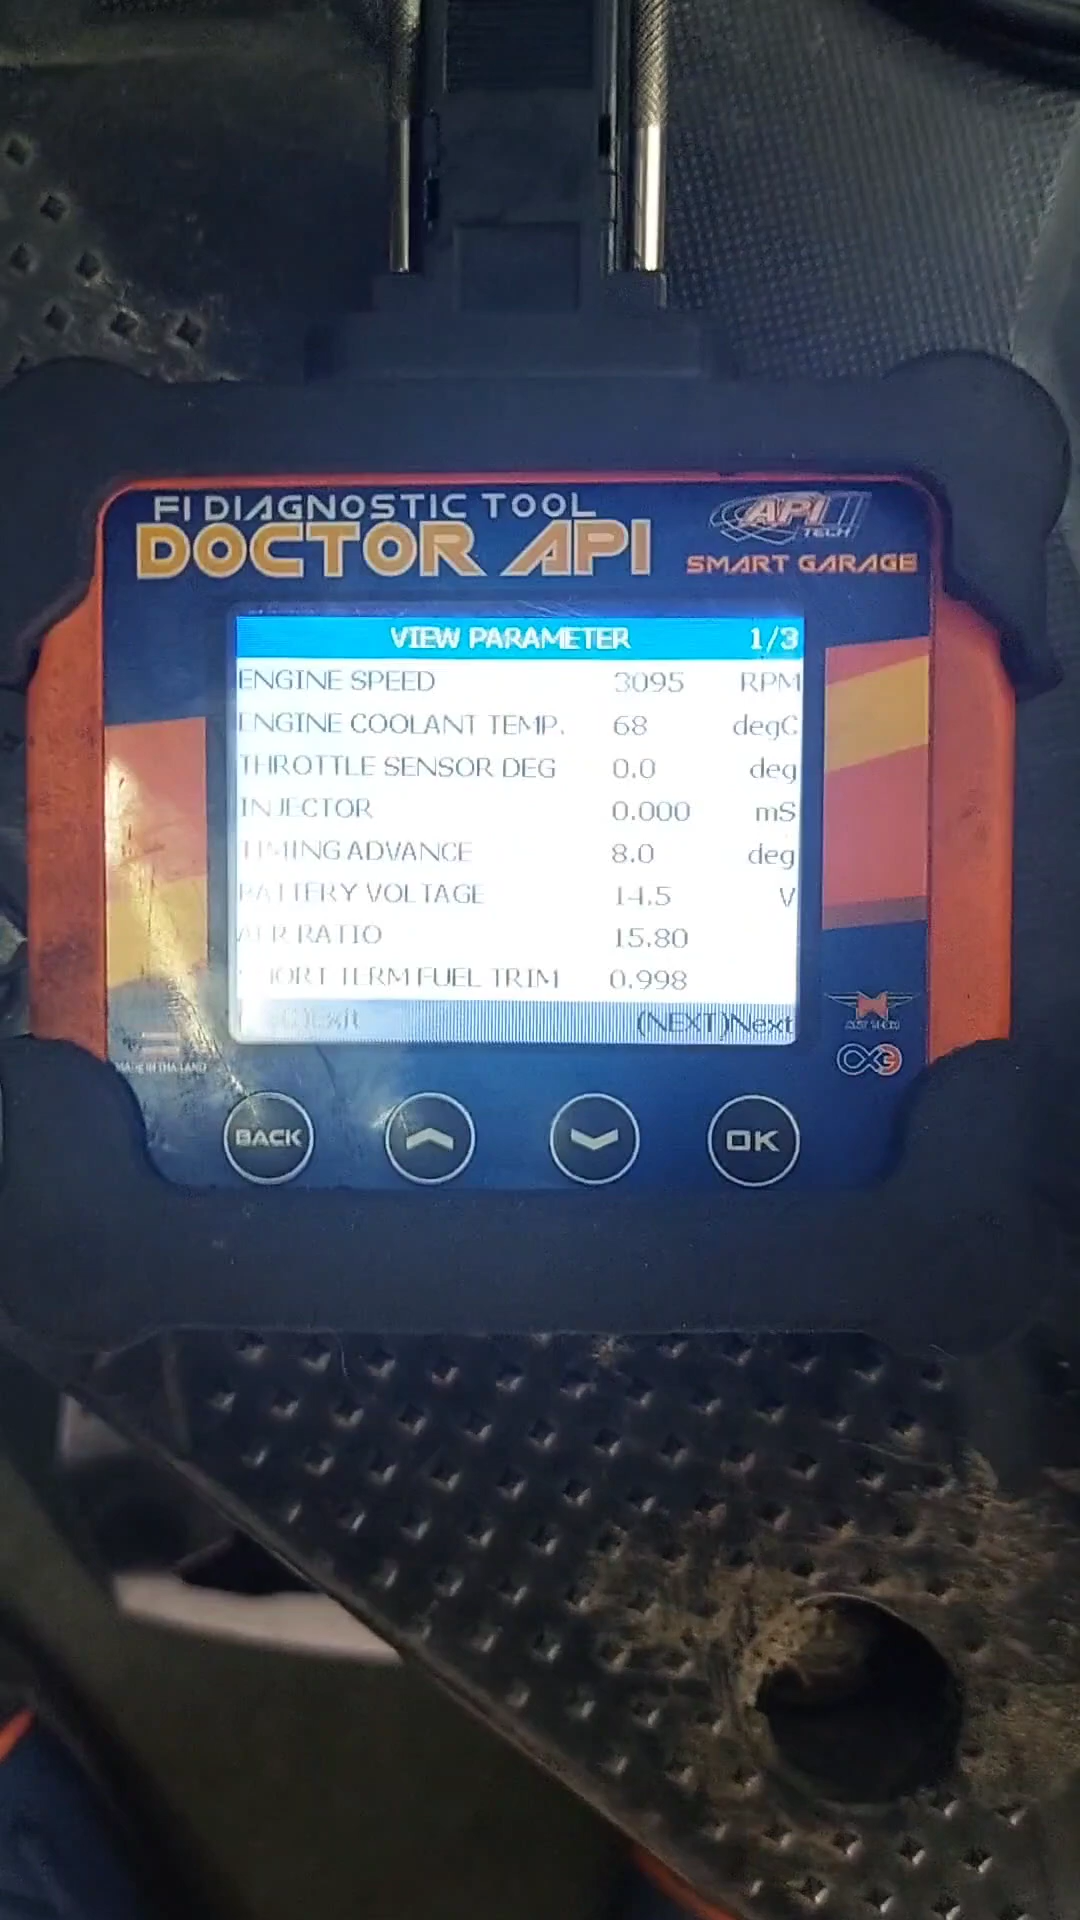 FI DIAGNOSTIC TOOL
DOCTOR API
API TECH
SMART GARAGE
VIEW PARAMETER 1/3
ENGINE SPEED 3095 RPM
ENGINE COOLANT TEMP. 68 degC
THROTTLE SENSOR DEG 0.0 deg
INJECTOR 0.000 mS
TIMING ADVANCE 8.0 deg
BATTERY VOLTAGE 14.5 V
RATIO 15.80
SHORT TERM FUEL TRIM 0.998
Exit (NEXT)Next
MADE IN THAILAND
BACK
OK